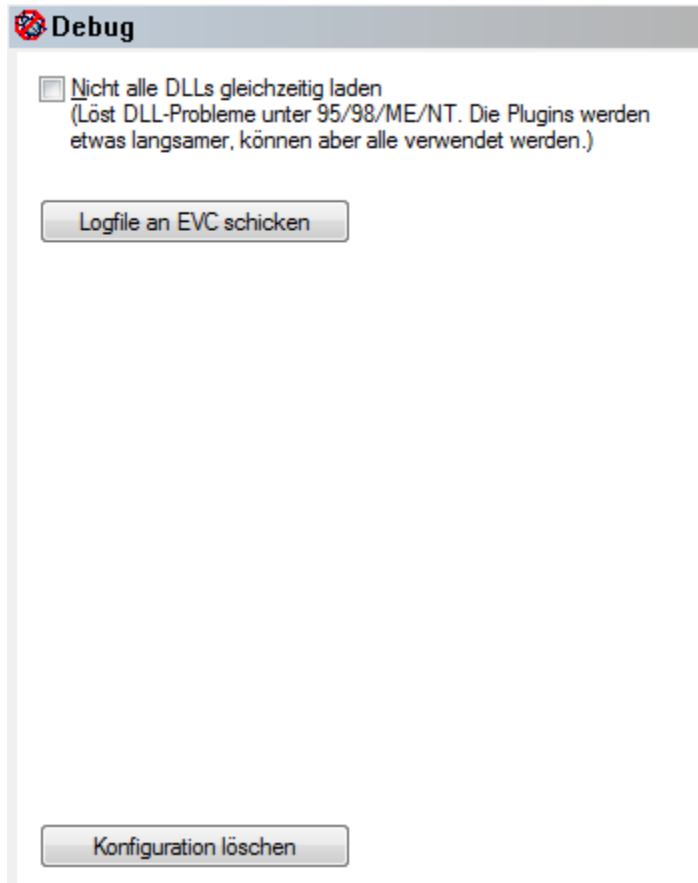 Debug
Nicht alle DLLs gleichzeitig laden
(Löst DLL-Probleme unter 95/98/ME/NT. Die Plugins werden
etwas langsamer, können aber alle verwendet werden.)
Logfile an EVC schicken
Konfiguration löschen